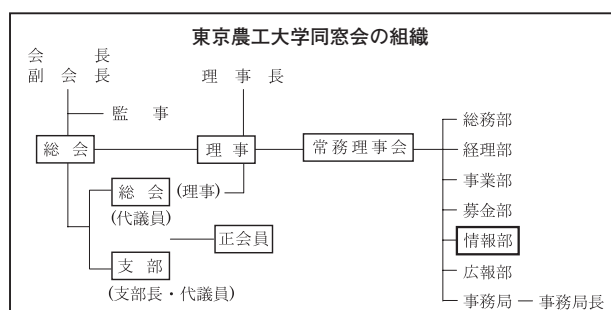 東京農工大学同窓会の組織
会長
副会長
理事長
監事
総会
理事
常務理事会
総会
(理事)
(代議員)
正会員
支部
(支部長・代議員)
総務部
経理部
事業部
募金部
情報部
広報部
事務局
事務局長